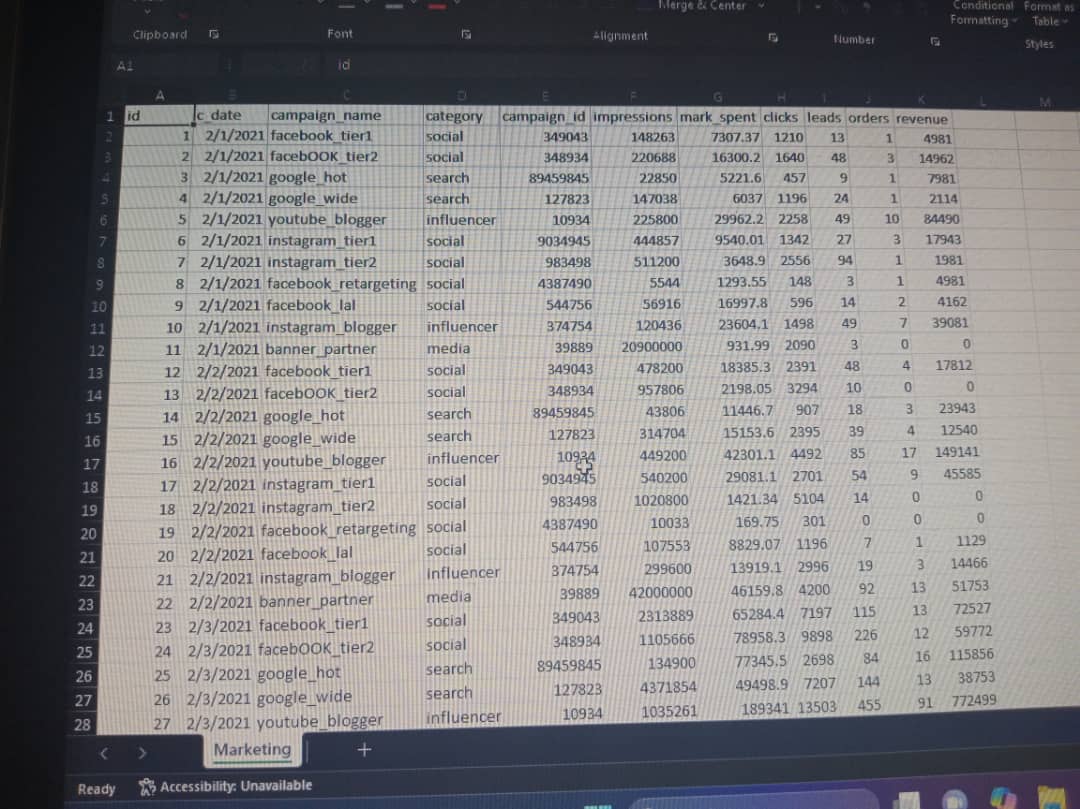 Merge & Center Conditional Format as
Formatting Table
Clipboard Font Alignment Number Styles
A1 id
A B C D E F G H I J K L M
1 id c_date campaign_name category campaign_id impressions mark_spent clicks leads orders revenue
2 1 2/1/2021 facebook_tier1 social 349043 148263 7307.37 1210 13 1 4981
3 2 2/1/2021 facebOOK_tier2 social 348934 220688 16300.2 1640 48 3 14962
4 3 2/1/2021 google_hot search 89459845 22850 5221.6 457 9 1 7981
5 4 2/1/2021 google_wide search 127823 147038 6037 1196 24 1 2114
6 5 2/1/2021 youtube_blogger influencer 10934 225800 29962.2 2258 49 10 84490
7 6 2/1/2021 instagram_tier1 social 9034945 444857 9540.01 1342 27 3 17943
8 7 2/1/2021 instagram_tier2 social 983498 511200 3648.9 2556 94 1 1981
9 8 2/1/2021 facebook_retargeting social 4387490 5544 1293.55 148 3 1 4981
10 9 2/1/2021 facebook_lal social 544756 56916 16997.8 596 14 2 4162
11 10 2/1/2021 instagram_blogger influencer 374754 120436 23604.1 1498 49 7 39081
12 11 2/1/2021 banner_partner media 39889 20900000 931.99 2090 3 0 0
13 12 2/2/2021 facebook_tier1 social 349043 478200 18385.3 2391 48 4 17812
14 13 2/2/2021 facebOOK_tier2 social 348934 957806 2198.05 3294 10 0 0
15 14 2/2/2021 google_hot search 89459845 43806 11446.7 907 18 3 23943
16 15 2/2/2021 google_wide search 127823 314704 15153.6 2395 39 4 12540
17 16 2/2/2021 youtube_blogger influencer 10934 449200 42301.1 4492 85 17 149141
18 17 2/2/2021 instagram_tier1 social 9034945 540200 29081.1 2701 54 9 45585
19 18 2/2/2021 instagram_tier2 social 983498 1020800 1421.34 5104 14 0 0
20 19 2/2/2021 facebook_retargeting social 4387490 10033 169.75 301 0 0 0
21 20 2/2/2021 facebook_lal social 544756 107553 8829.07 1196 7 1 1129
22 21 2/2/2021 instagram_blogger influencer 374754 299600 13919.1 2996 19 3 14466
23 22 2/2/2021 banner_partner media 39889 42000000 46159.8 4200 92 13 51753
24 23 2/3/2021 facebook_tier1 social 349043 2313889 65284.4 7197 115 13 72527
25 24 2/3/2021 facebOOK_tier2 social 348934 1105666 78958.3 9898 226 12 59772
26 25 2/3/2021 google_hot search 89459845 134900 77345.5 2698 84 16 115856
27 26 2/3/2021 google_wide search 127823 4371854 49498.9 7207 144 13 38753
28 27 2/3/2021 youtube_blogger influencer 10934 1035261 189341 13503 455 91 772499
Marketing
Ready Accessibility: Unavailable